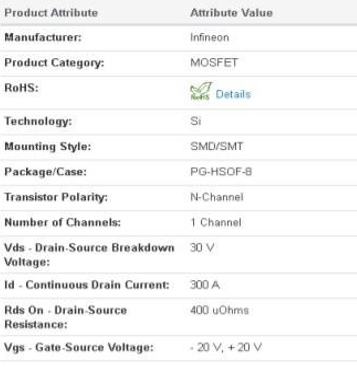 Product Attribute Attribute Value
Manufacturer: Infineon
Product Category: MOSFET
RoHS: RoHS Details
Technology: Si
Mounting Style: SMD/SMT
Package/Case: PG-HSOF-8
Transistor Polarity: N-Channel
Number of Channels: 1 Channel
Vds - Drain-Source Breakdown Voltage: 30 V
Id - Continuous Drain Current: 300 A
Rds On - Drain-Source Resistance: 400 uOhms
Vgs - Gate-Source Voltage: - 20 V, + 20 V